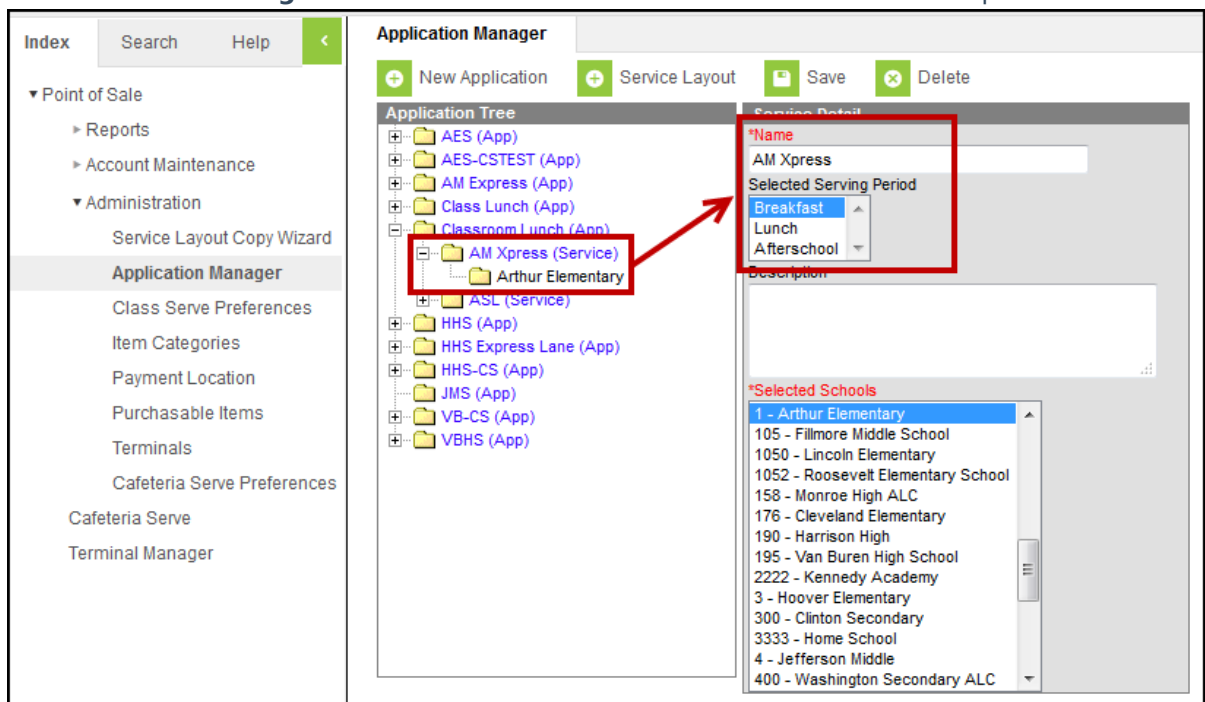 Index
Search
Help
Point of Sale
Reports
Account Maintenance
Administration
Service Layout Copy Wizard
Application Manager
Class Serve Preferences
Item Categories
Payment Location
Purchasable Items
Terminals
Cafeteria Serve Preferences
Cafeteria Serve
Terminal Manager
Application Manager
New Application
Service Layout
Save
Delete
Application Tree
AES (App)
AES-CSTEST (App)
AM Express (App)
Class Lunch (App)
Classroom Lunch (App)
AM Xpress (Service)
Arthur Elementary
ASL (Service)
HHS (App)
HHS Express Lane (App)
HHS-CS (App)
JMS (App)
VB-CS (App)
VBHS (App)
Service Detail
*Name
AM Xpress
Selected Serving Period
Breakfast
Lunch
Afterschool
Description
*Selected Schools
1 - Arthur Elementary
105 - Fillmore Middle School
1050 - Lincoln Elementary
1052 - Roosevelt Elementary School
158 - Monroe High ALC
176 - Cleveland Elementary
190 - Harrison High
195 - Van Buren High School
2222 - Kennedy Academy
3 - Hoover Elementary
300 - Clinton Secondary
3333 - Home School
4 - Jefferson Middle
400 - Washington Secondary ALC